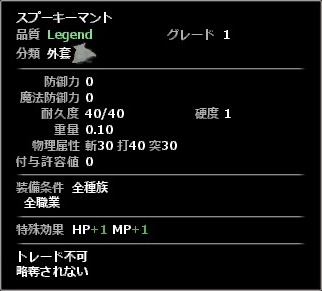 スプーキーマント
品質 Legend グレード 1
分類 外套
防御力 0
魔法防御力 0
耐久度 40/40 硬度 1
重量 0.10
物理属性 斬30 打40 突30
付与許容値 0
装備条件 全種族
全職業
特殊効果 HP+1 MP+1
トレード不可
略奪されない